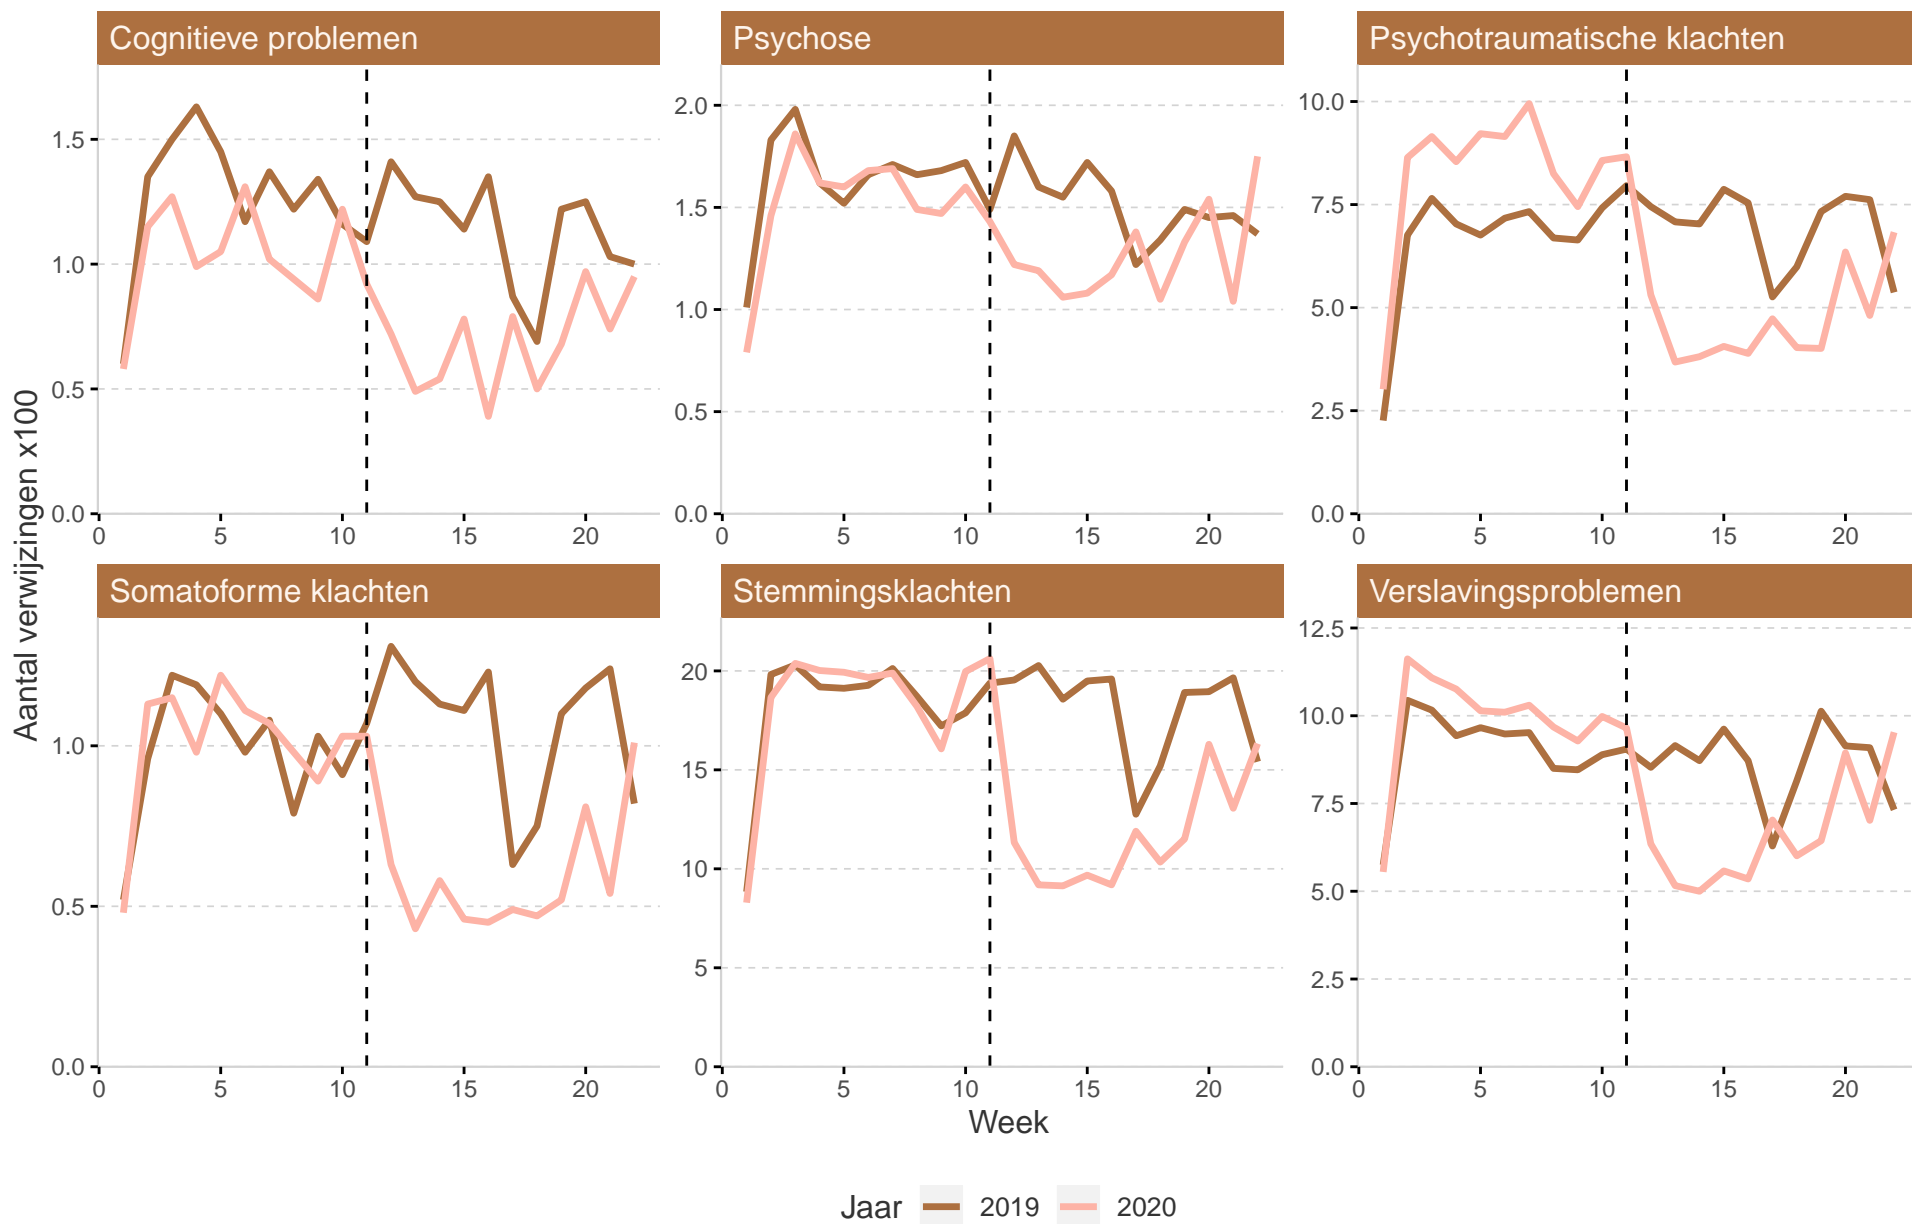 Cognitieve problemen
Psychose
Psychotraumatische klachten
1.5
1.0
0.5
0.0
0 5 10 15 20
2.0
1.5
1.0
0.5
0.0
0 5 10 15 20
10.0
7.5
5.0
2.5
0.0
0 5 10 15 20
Aantal verwijzingen x100
Somatoforme klachten
Stemmingsklachten
Verslavingsproblemen
1.0
0.5
0.0
0 5 10 15 20
20
15
10
5
0
0 5 10 15 20
12.5
10.0
7.5
5.0
2.5
0.0
0 5 10 15 20
Week
Jaar 2019 2020